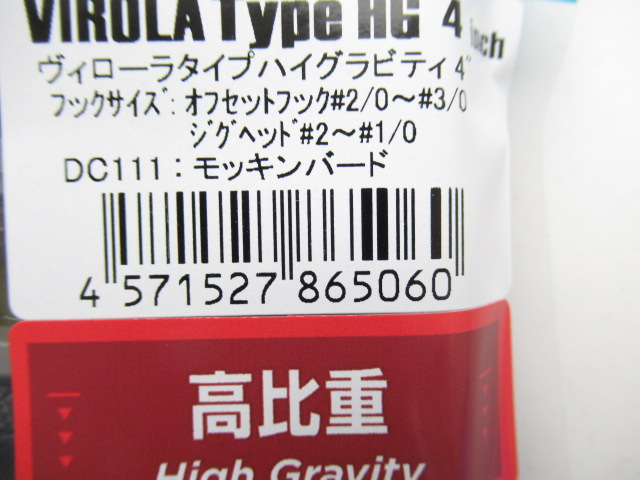 VIROLA Type HG 4 inch
ヴィローラタイプハイグラビティ 4"
フックサイズ：オフセットフック#2/0～#3/0
ジグヘッド#2～#1/0
DC111：モッキンバード
4 571527 865060
高比重
High Gravity